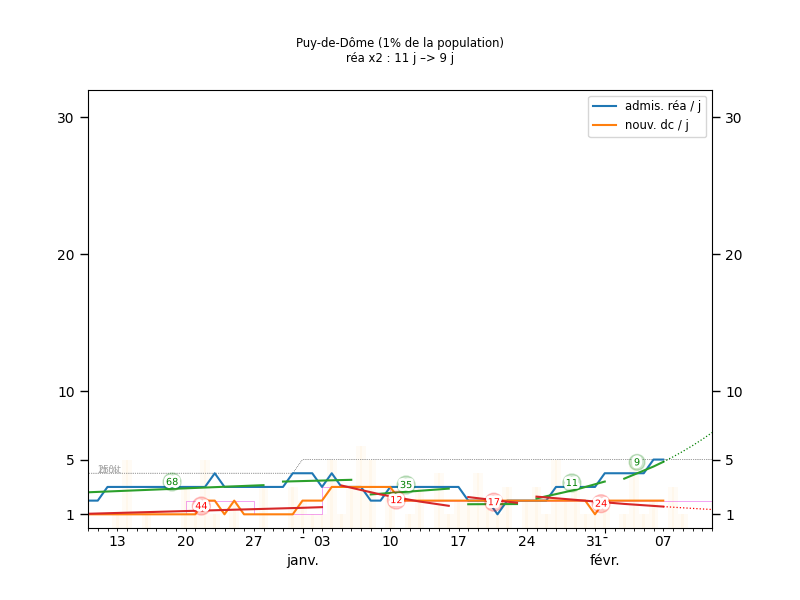 Puy-de-Dôme (1% de la population)
réa x2 : 11 j –> 9 j
admis. réa / j
nouv. dc / j
30 30
20 20
10 10
5 5
1 1
68
44
12
35
17
11
24
9
13 20 27 - 03 10 17 24 31- 07
janv. févr.